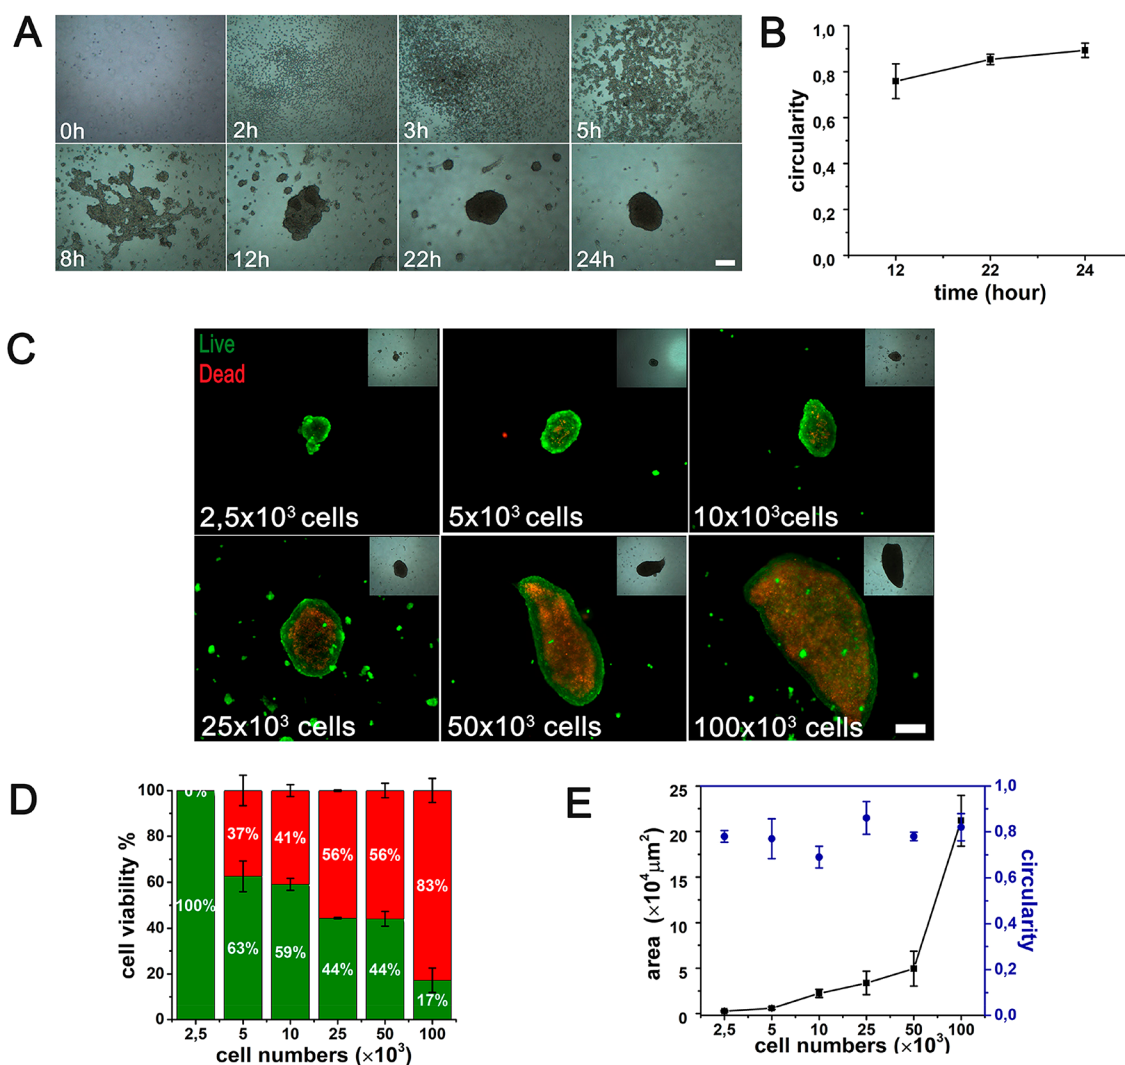 A
0h
2h
3h
5h
8h
12h
22h
24h
B
1,0
0,8
0,6
0,4
0,2
0,0
circularity
12
22
24
time (hour)
C
Live
Dead
2,5x10³ cells
5x10³ cells
10x10³cells
25x10³ cells
50x10³ cells
100x10³ cells
D
100
80
60
40
20
0
cell viability %
0%
37%
41%
56%
56%
83%
100%
63%
59%
44%
44%
17%
2,5
5
10
25
50
100
cell numbers (×10³)
E
25
20
15
10
5
0
area (×10⁴μm²)
1,0
0,8
0,6
0,4
0,2
0,0
circularity
2,5
5
10
25
50
100
cell numbers (×10³)